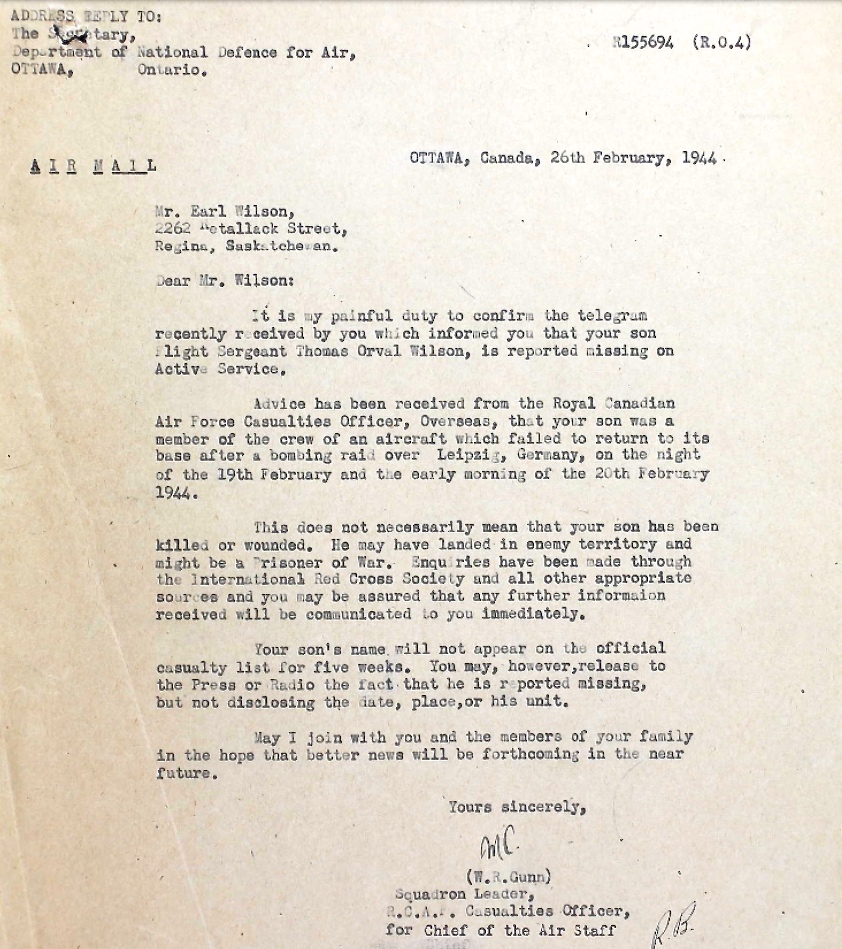 ADDRESS REPLY TO:
The Secretary,
R155694 (R.O.4)
Department of National Defence for Air,
OTTAWA, Ontario.
OTTAWA, Canada, 26th February, 1944.
AIR MAIL
Mr. Earl Wilson,
2262 Retallack Street,
Regina, Saskatchewan.
Dear Mr. Wilson:
It is my painful duty to confirm the telegram
recently received by you which informed you that your son
Flight Sergeant Thomas Orval Wilson, is reported missing on
Active Service.
Advice has been received from the Royal Canadian
Air Force Casualties Officer, Overseas, that your son was a
member of the crew of an aircraft which failed to return to its
base after a bombing raid over Leipzig, Germany, on the night
of the 19th February and the early morning of the 20th February
1944.
This does not necessarily mean that your son has been
killed or wounded. He may have landed in enemy territory and
might be a Prisoner of War. Enquiries have been made through
the International Red Cross Society and all other appropriate
sources and you may be assured that any further informaion
received will be communicated to you immediately.
Your son's name will not appear on the official
casualty list for five weeks. You may, however,release to
the Press or Radio the fact that he is reported missing,
but not disclosing the date, place,or his unit.
May I join with you and the members of your family
in the hope that better news will be forthcoming in the near
future.
Yours sincerely,
(W.R.Gunn)
Squadron Leader,
R.C.A.F. Casualties Officer,
for Chief of the Air Staff
R.B.